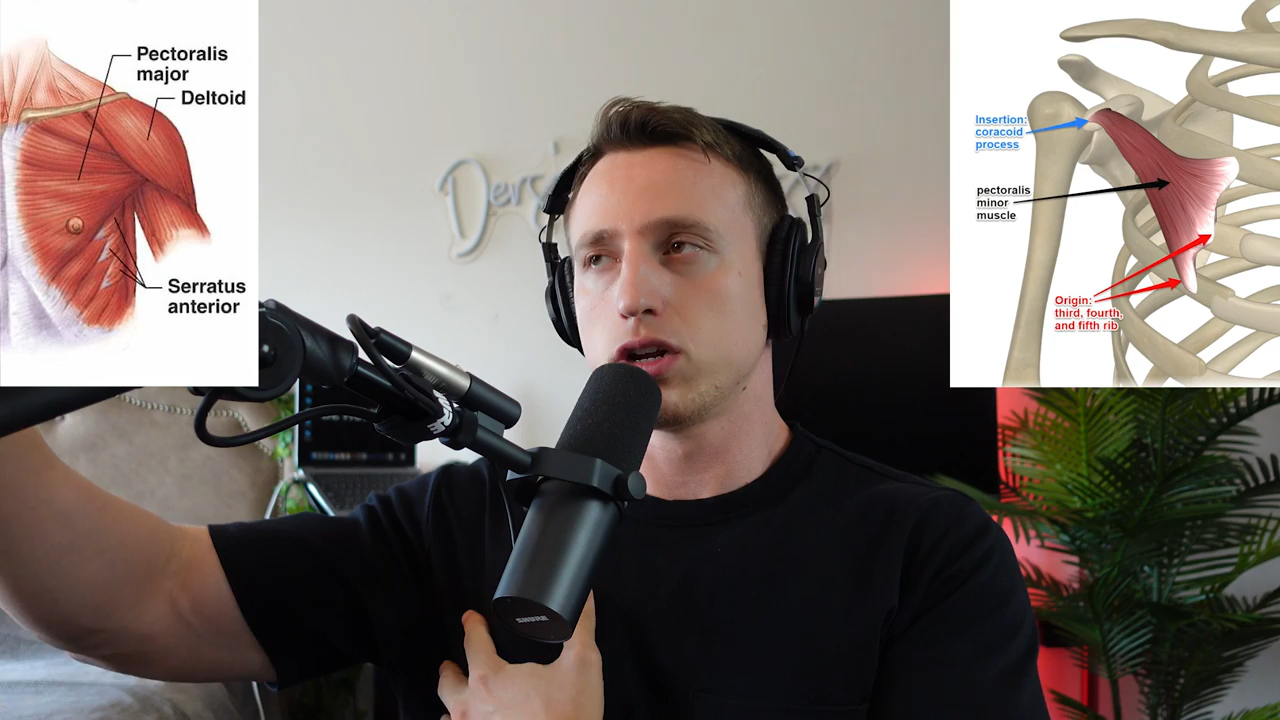 Pectoralis
major
Deltoid
Serratus
anterior
Insertion:
coracoid
process
pectoralis
minor
muscle
Origin:
third, fourth,
and fifth rib
SHURE